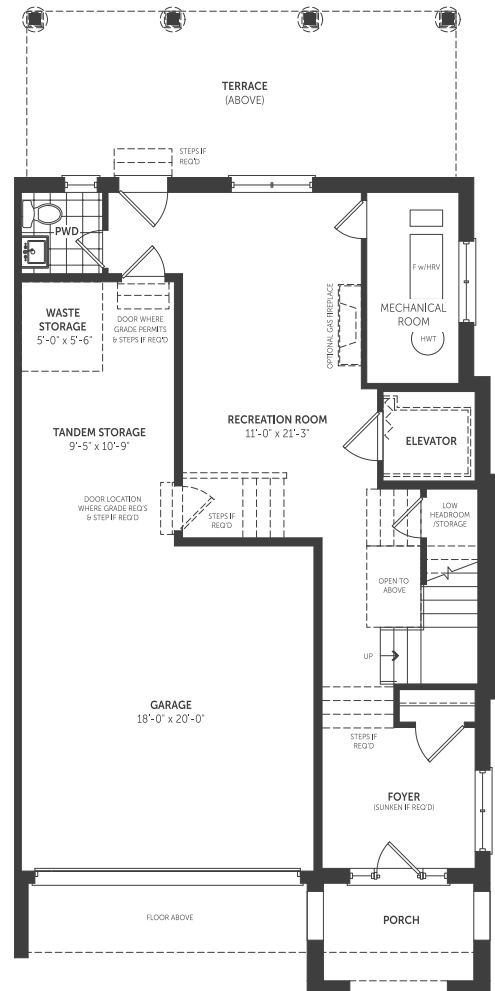 TERRACE
(ABOVE)
STEPS IF
REQ'D
PWD
WASTE
STORAGE
5'-0" x 5'-6"
DOOR WHERE
GRADE PERMITS
& STEPS IF REQ'D
OPTIONAL GAS FIREPLACE
F w/HRV
MECHANICAL
ROOM
HWT
TANDEM STORAGE
9'-5" x 10'-9"
RECREATION ROOM
11'-0" x 21'-3"
ELEVATOR
DOOR LOCATION
WHERE GRADE REQ'S
& STEP IF REQ'D
STEPS IF
REQ'D
LOW
HEADROOM
/STORAGE
OPEN TO
ABOVE
UP
GARAGE
18'-0" x 20'-0"
STEPS IF
REQ'D
FOYER
(SUNKEN IF REQ'D)
FLOOR ABOVE
PORCH